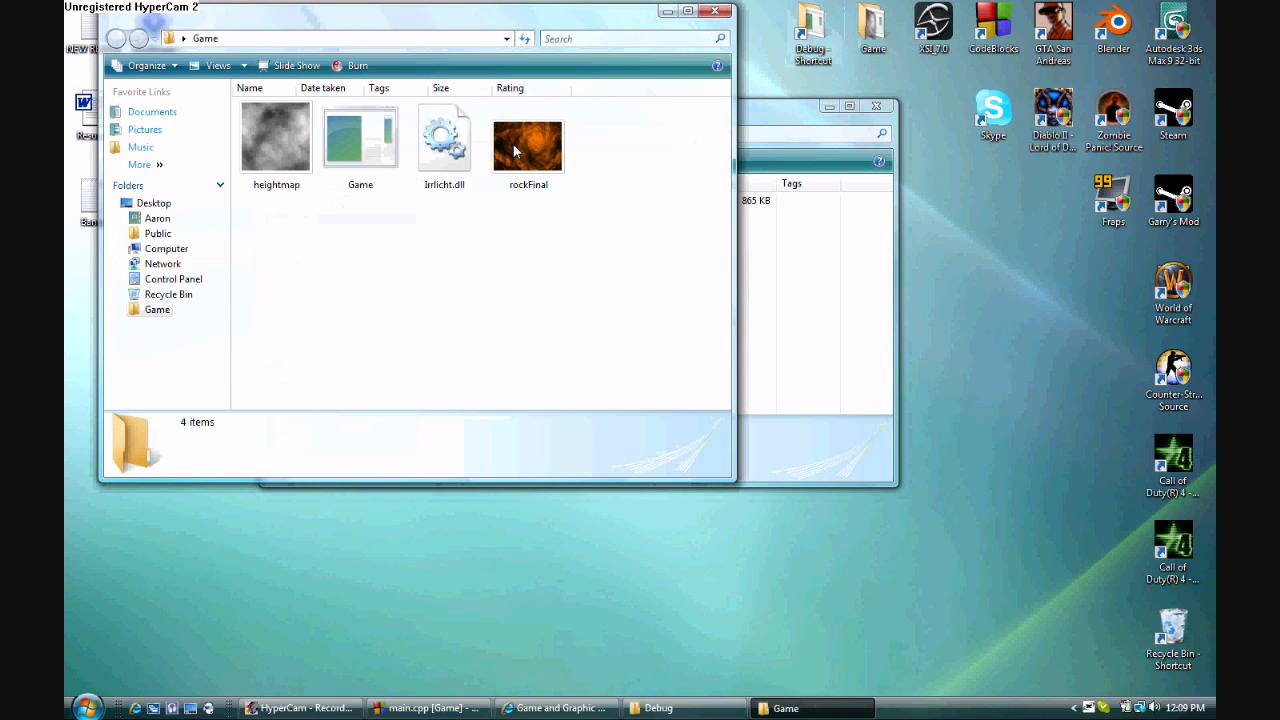 Unregistered HyperCam 2
Game
Search
Organize
Views
Slide Show
Burn
Favorite Links
Documents
Pictures
Music
More »
Folders
Desktop
Aaron
Public
Computer
Network
Control Panel
Recycle Bin
Game
Name
Date taken
Tags
Size
Rating
heightmap
Game
Irrlicht.dll
rockFinal
4 items
Tags
865 KB
Debug - Shortcut
Game
XSI_7.0
CodeBlocks
GTA San Andreas
Blender
Autodesk 3ds Max 9 32-bit
Skype
Diablo II - Lord of D...
Zombie Panic! Source
Steam
99
Fraps
Garry's Mod
World of Warcraft
Counter-Str... Source
4
Call of Duty(R) 4 -...
4
Call of Duty(R) 4 -...
Recycle Bin - Shortcut
HyperCam - Record...
main.cpp [Game] - ...
Game and Graphic ...
Debug
Game
12:09 PM